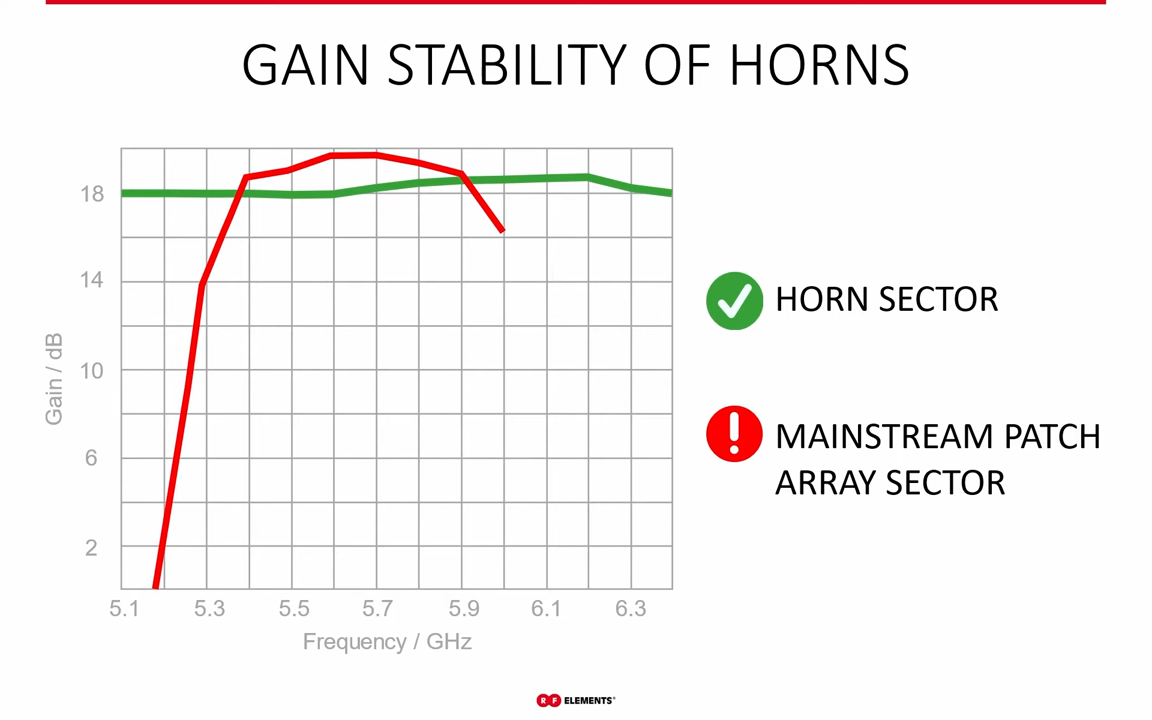 GAIN STABILITY OF HORNS
18
14
10
6
2
Gain / dB
5.1 5.3 5.5 5.7 5.9 6.1 6.3
Frequency / GHz
HORN SECTOR
MAINSTREAM PATCH
ARRAY SECTOR
RF ELEMENTS